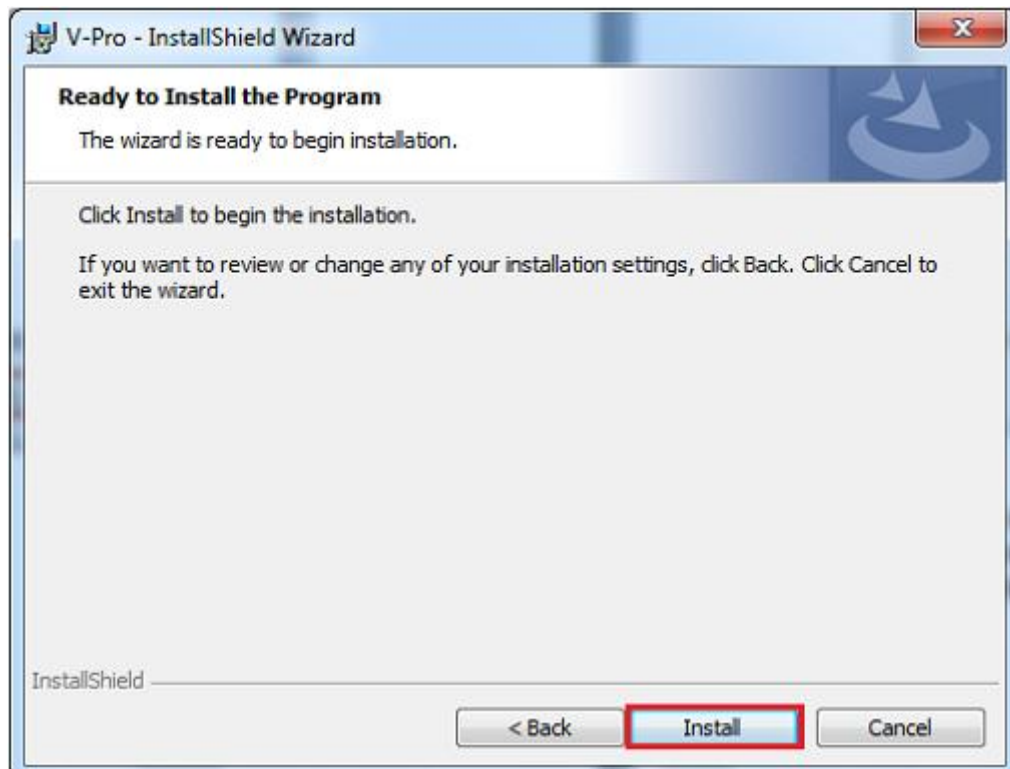 V-Pro - InstallShield Wizard
Ready to Install the Program
The wizard is ready to begin installation.
Click Install to begin the installation.
If you want to review or change any of your installation settings, click Back. Click Cancel to
exit the wizard.
InstallShield
< Back Install Cancel